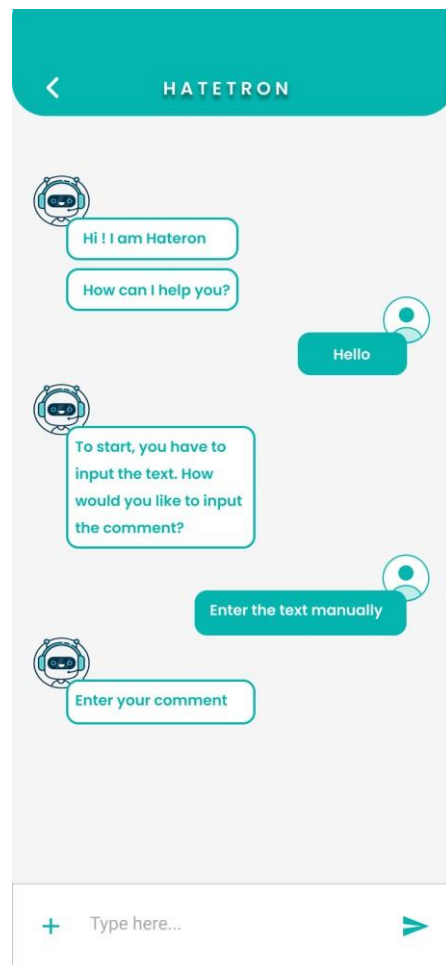 HATETRON
Hi ! I am Hateron
How can I help you?
Hello
To start, you have to
input the text. How
would you like to input
the comment?
Enter the text manually
Enter your comment
+ Type here...